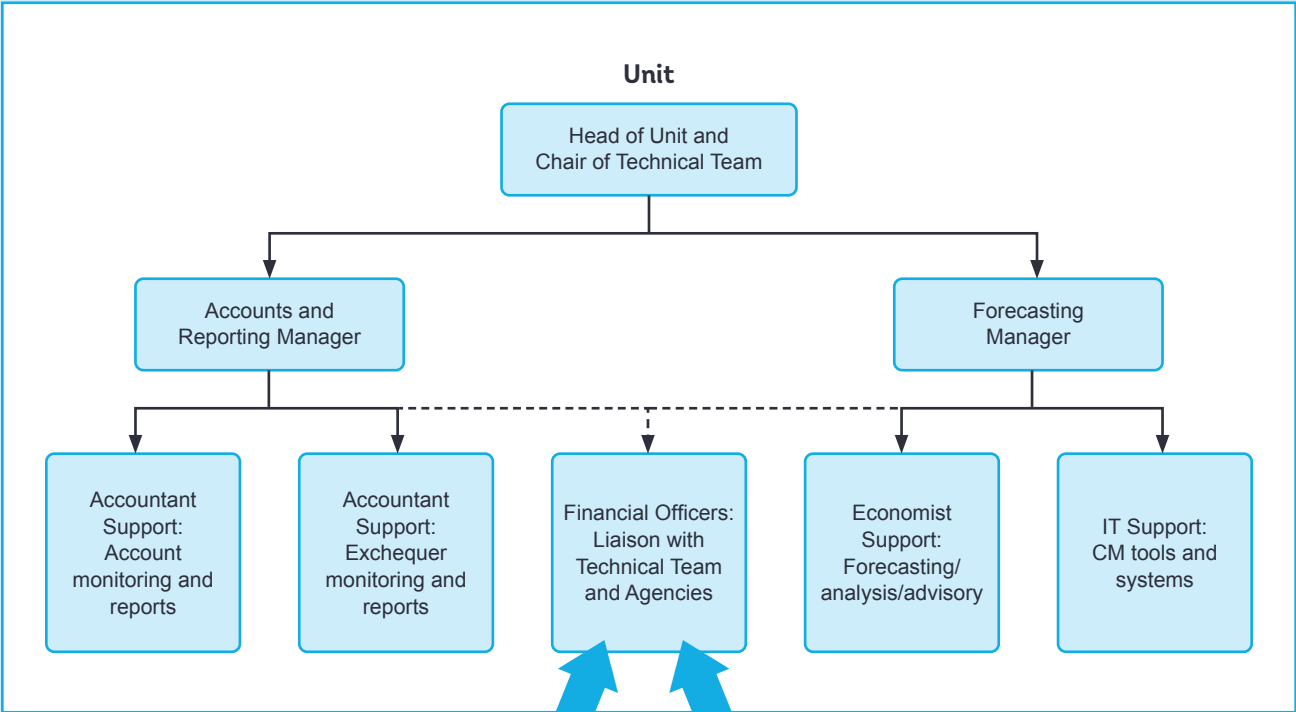 Unit
Head of Unit and
Chair of Technical Team
Accounts and
Reporting Manager
Forecasting
Manager
Accountant
Support:
Account
monitoring and
reports
Accountant
Support:
Exchequer
monitoring and
reports
Financial Officers:
Liaison with
Technical Team
and Agencies
Economist
Support:
Forecasting/
analysis/advisory
IT Support:
CM tools and
systems